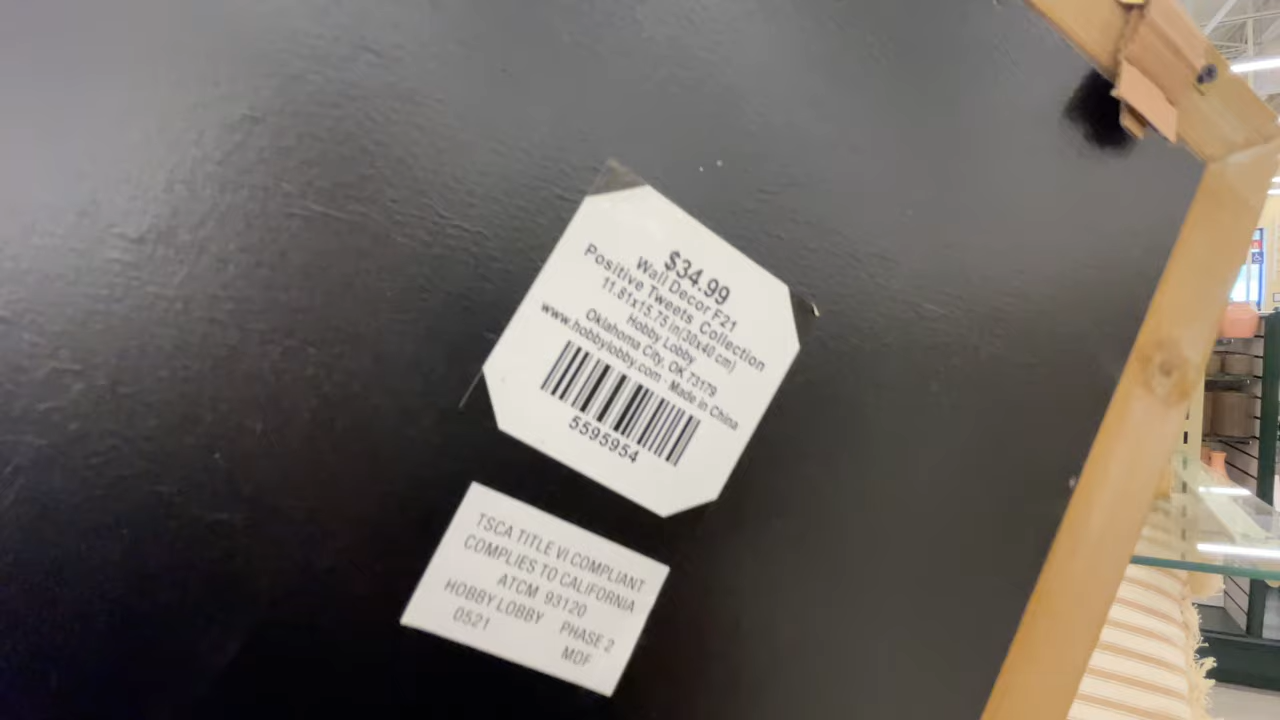 $34.99
Wall Decor F21
Positive Tweets, Collection
11.81x15.75 in(30x40 cm)
Hobby Lobby
Oklahoma City, OK 73179
www.hobbylobby.com - Made in China
5595954
TSCA TITLE VI COMPLIANT
COMPLIES TO CALIFORNIA
ATCM 93120
HOBBY LOBBY PHASE 2
0521 MDF